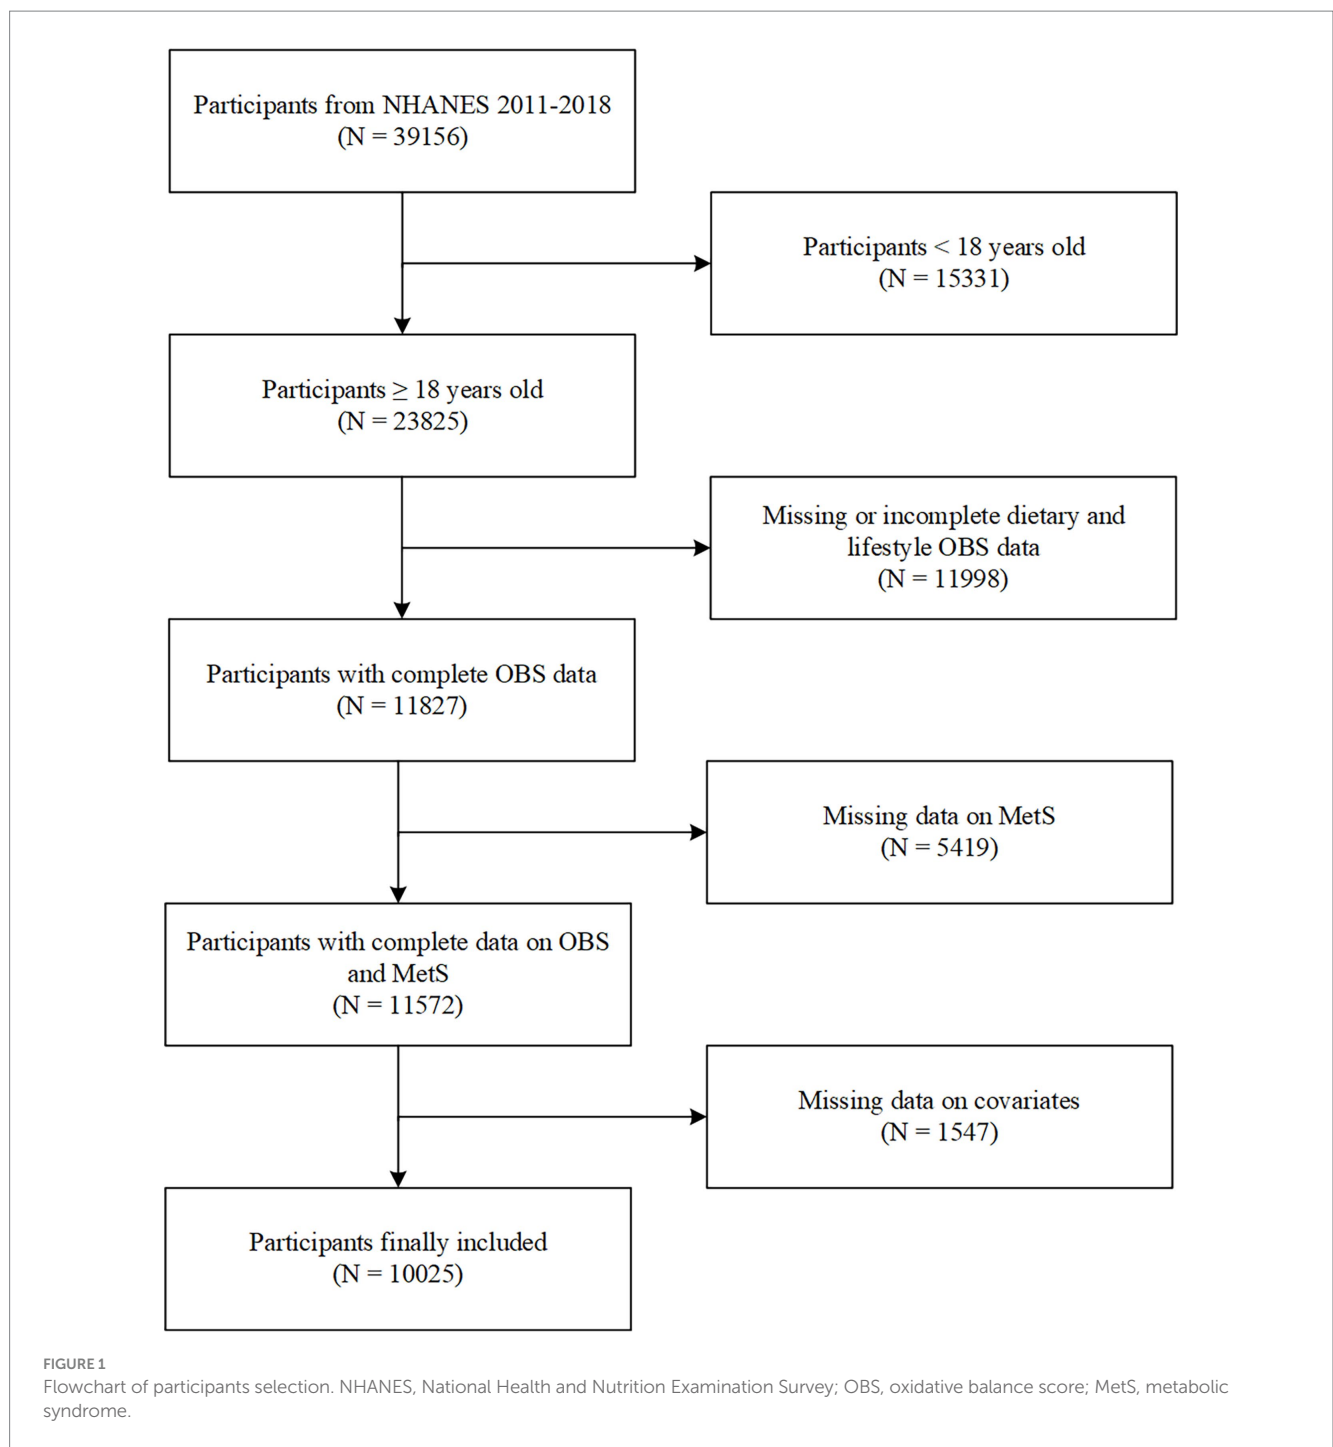 Participants from NHANES 2011-2018
(N = 39156)
Participants < 18 years old
(N = 15331)
Participants ≥ 18 years old
(N = 23825)
Missing or incomplete dietary and
lifestyle OBS data
(N = 11998)
Participants with complete OBS data
(N = 11827)
Missing data on MetS
(N = 5419)
Participants with complete data on OBS
and MetS
(N = 11572)
Missing data on covariates
(N = 1547)
Participants finally included
(N = 10025)
FIGURE 1
Flowchart of participants selection. NHANES, National Health and Nutrition Examination Survey; OBS, oxidative balance score; MetS, metabolic
syndrome.